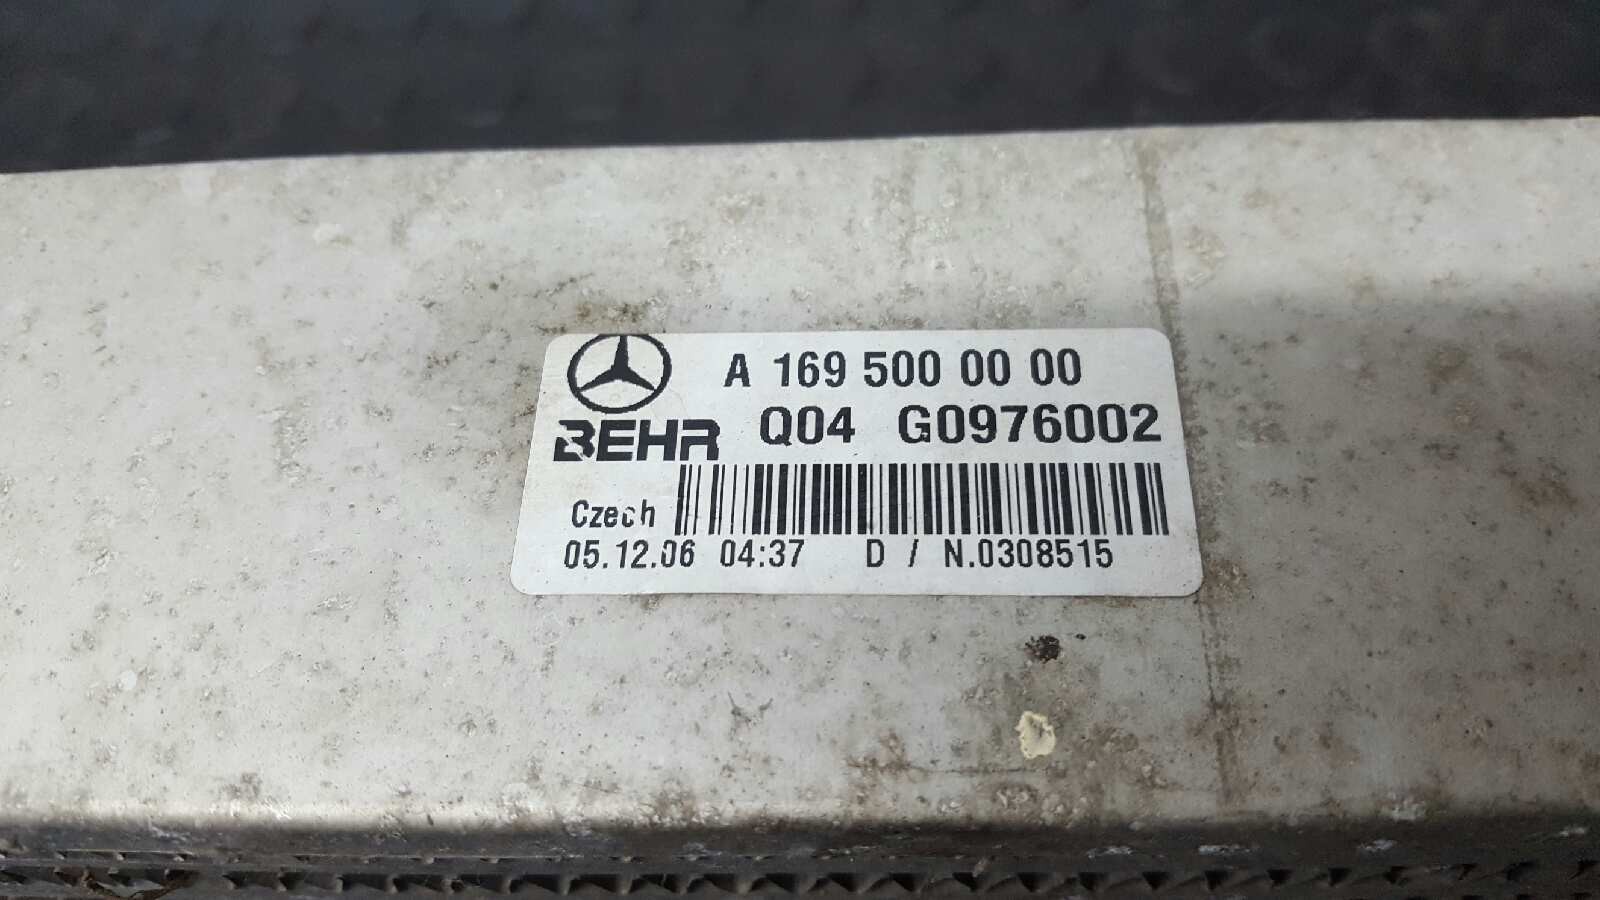 A 169 500 00 00
BEHR Q04 G0976002
Czech
05.12.06 04:37 D / N.0308515